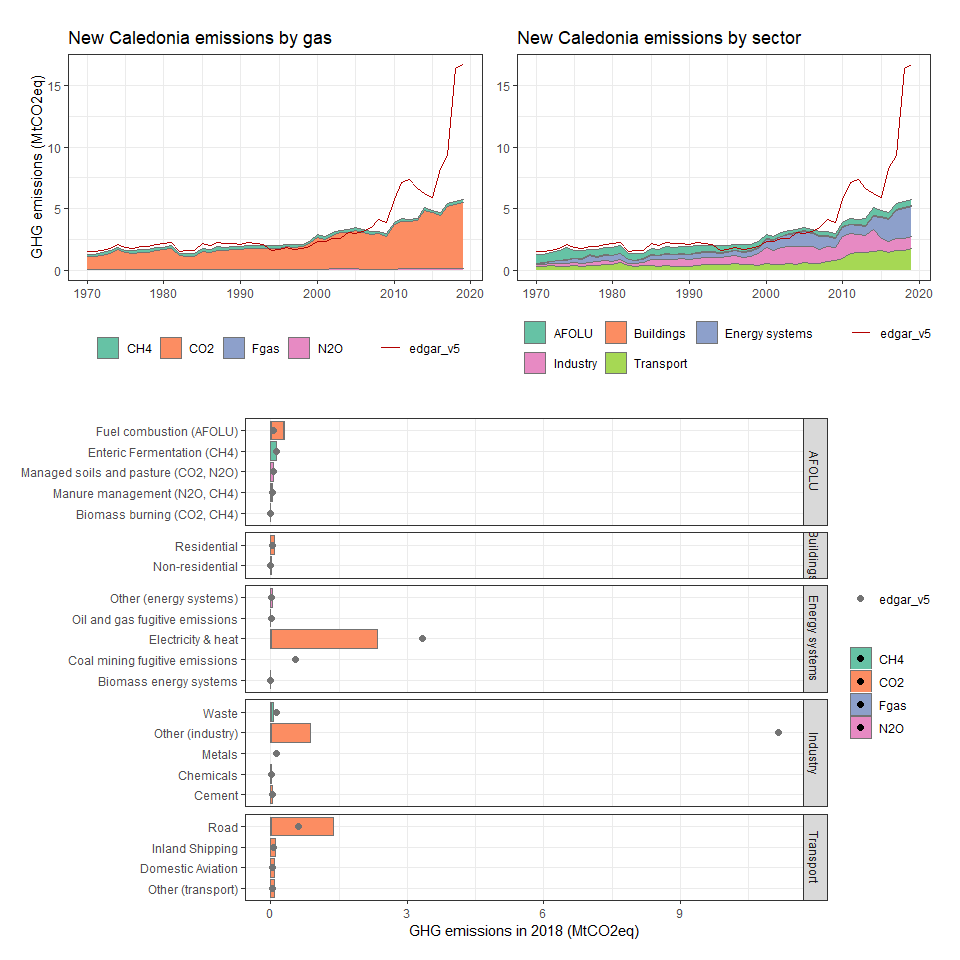 New Caledonia emissions by gas
New Caledonia emissions by sector
GHG emissions (MtCO2eq)
15
10
5
0
1970
1980
1990
2000
2010
2020
15
10
5
0
1970
1980
1990
2000
2010
2020
CH4
CO2
Fgas
N2O
edgar_v5
AFOLU
Buildings
Energy systems
edgar_v5
Industry
Transport
Fuel combustion (AFOLU)
Enteric Fermentation (CH4)
Managed soils and pasture (CO2, N2O)
Manure management (N2O, CH4)
Biomass burning (CO2, CH4)
AFOLU
Residential
Non-residential
Buildings
Other (energy systems)
Oil and gas fugitive emissions
Electricity & heat
Coal mining fugitive emissions
Biomass energy systems
Energy systems
Waste
Other (industry)
Metals
Chemicals
Cement
Industry
Road
Inland Shipping
Domestic Aviation
Other (transport)
Transport
0
3
6
9
GHG emissions in 2018 (MtCO2eq)
edgar_v5
CH4
CO2
Fgas
N2O